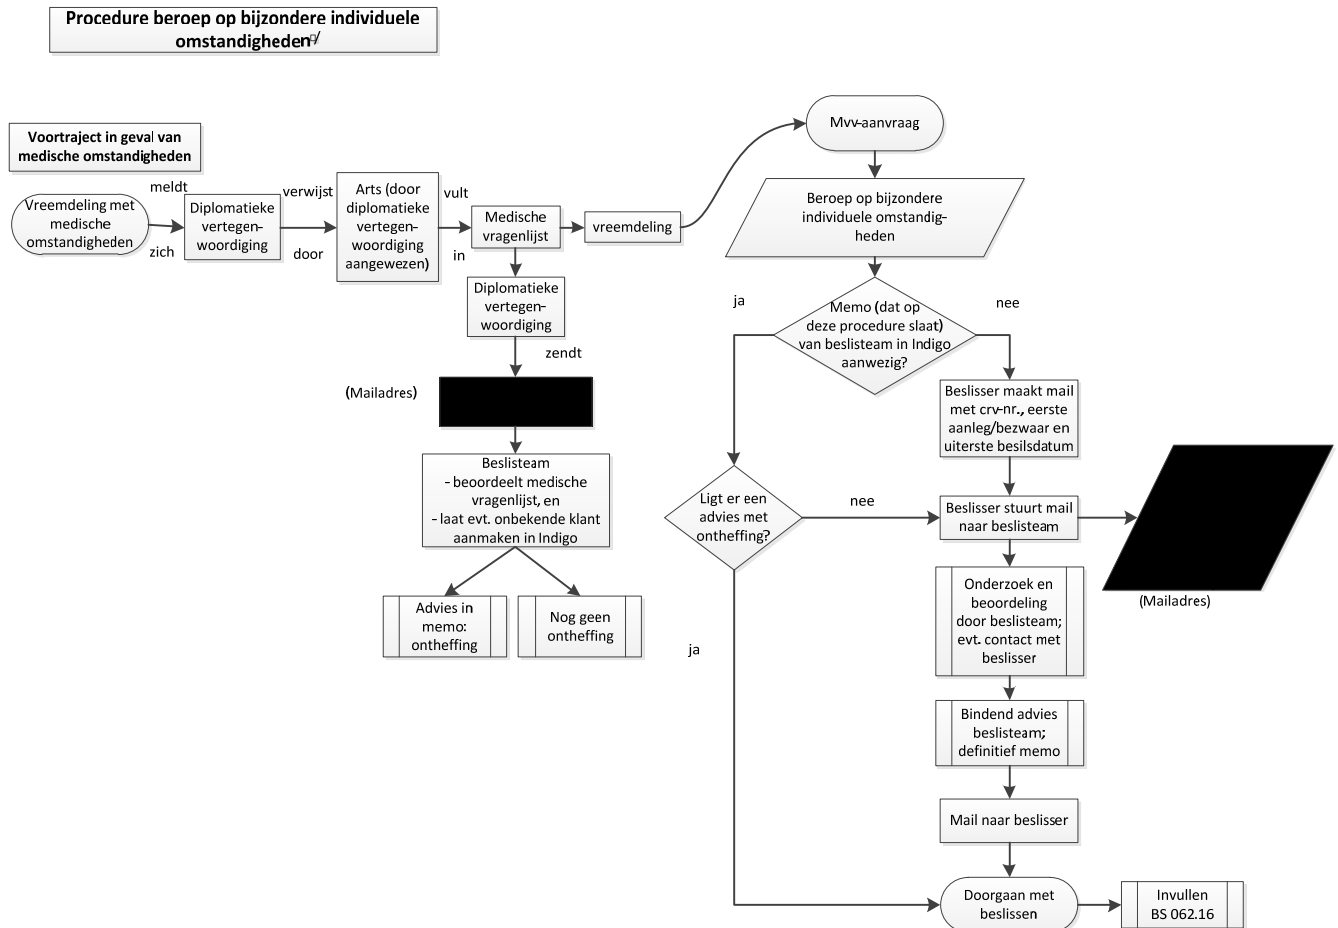 Procedure beroep op bijzondere individuele
omstandigheden
Voortraject in geval van
medische omstandigheden
Vreemdeling met
medische
omstandigheden
meldt
zich
Diplomatieke
vertegen-
woordiging
verwijst
door
Arts (door
diplomatieke
vertegen-
woordiging
aangewezen)
vult
in
Medische
vragenlijst
vreemdeling
Diplomatieke
vertegen-
woordiging
zendt
(Mailadres)
Beslisteam
- beoordeelt medische
vragenlijst, en
- laat evt. onbekende klant
aanmaken in Indigo
Advies in
memo:
ontheffing
Nog geen
ontheffing
Mvv-aanvraag
Beroep op bijzondere
individuele omstandig-
heden
ja
Memo (dat op
deze procedure slaat)
van beslisteam in Indigo
aanwezig?
nee
Beslisser maakt mail
met crv-nr., eerste
aanleg/bezwaar en
uiterste besilsdatum
Ligt er een
advies met
ontheffing?
nee
Beslisser stuurt mail
naar beslisteam
(Mailadres)
Onderzoek en
beoordeling
door beslisteam;
evt. contact met
beslisser
ja
Bindend advies
beslisteam;
definitief memo
Mail naar beslisser
Doorgaan met
beslissen
Invullen
BS 062.16